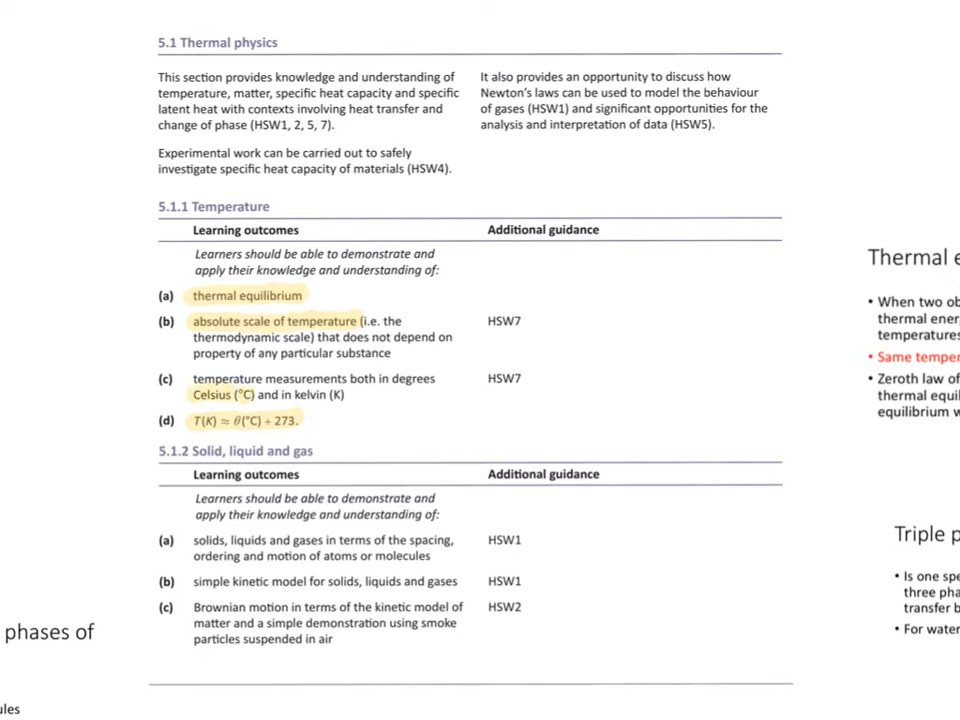 5.1 Thermal physics
This section provides knowledge and understanding of
temperature, matter, specific heat capacity and specific
latent heat with contexts involving heat transfer and
change of phase (HSW1, 2, 5, 7).
Experimental work can be carried out to safely
investigate specific heat capacity of materials (HSW4).
It also provides an opportunity to discuss how
Newton's laws can be used to model the behaviour
of gases (HSW1) and significant opportunities for the
analysis and interpretation of data (HSW5).
5.1.1 Temperature
Learning outcomes Additional guidance
Learners should be able to demonstrate and
apply their knowledge and understanding of:
(a) thermal equilibrium
(b) absolute scale of temperature (i.e. the HSW7
thermodynamic scale) that does not depend on
property of any particular substance
(c) temperature measurements both in degrees HSW7
Celsius (°C) and in kelvin (K)
(d) T(K) ≈ θ(°C) + 273.
5.1.2 Solid, liquid and gas
Learning outcomes Additional guidance
Learners should be able to demonstrate and
apply their knowledge and understanding of:
(a) solids, liquids and gases in terms of the spacing, HSW1
ordering and motion of atoms or molecules
(b) simple kinetic model for solids, liquids and gases HSW1
(c) Brownian motion in terms of the kinetic model of HSW2
matter and a simple demonstration using smoke
particles suspended in air
phases of
Thermal
• When two
thermal
temperatures
• Same
• Zeroth law of
thermal
equilibrium
Triple
• Is one
three
transfer
• For water